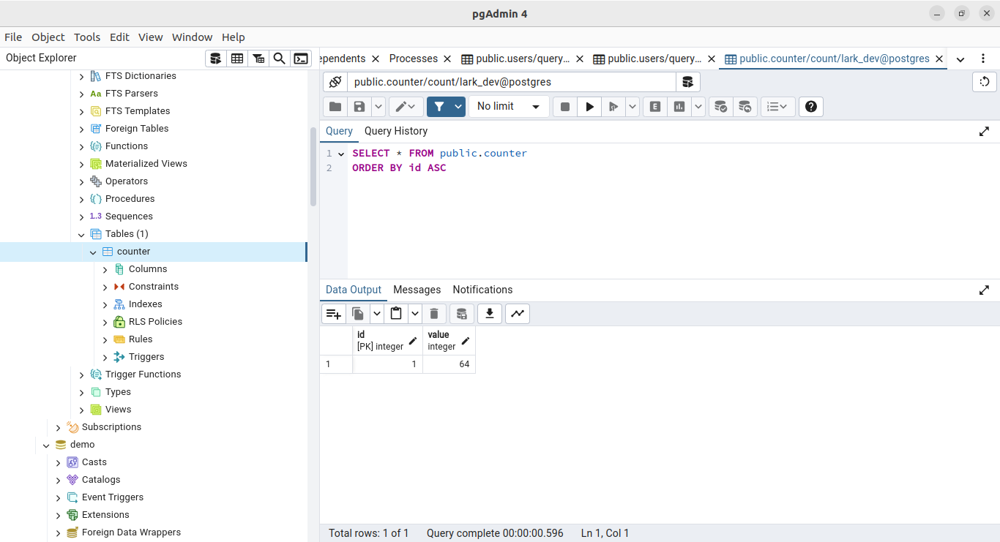 pgAdmin 4
File Object Tools Edit View Window Help
Object Explorer
FTS Dictionaries
Aa FTS Parsers
FTS Templates
Foreign Tables
Functions
Materialized Views
Operators
Procedures
1..3 Sequences
Tables (1)
counter
Columns
Constraints
Indexes
RLS Policies
Rules
Triggers
Trigger Functions
Types
Views
Subscriptions
demo
Casts
Catalogs
Event Triggers
Extensions
Foreign Data Wrappers
ependents Processes public.users/query... public.users/query... public.counter/count/lark_dev@postgres
public.counter/count/lark_dev@postgres
No limit E
Query Query History
1 SELECT * FROM public.counter
2 ORDER BY id ASC
Data Output Messages Notifications
id value
[PK] integer integer
1 1 64
Total rows: 1 of 1 Query complete 00:00:00.596 Ln 1, Col 1